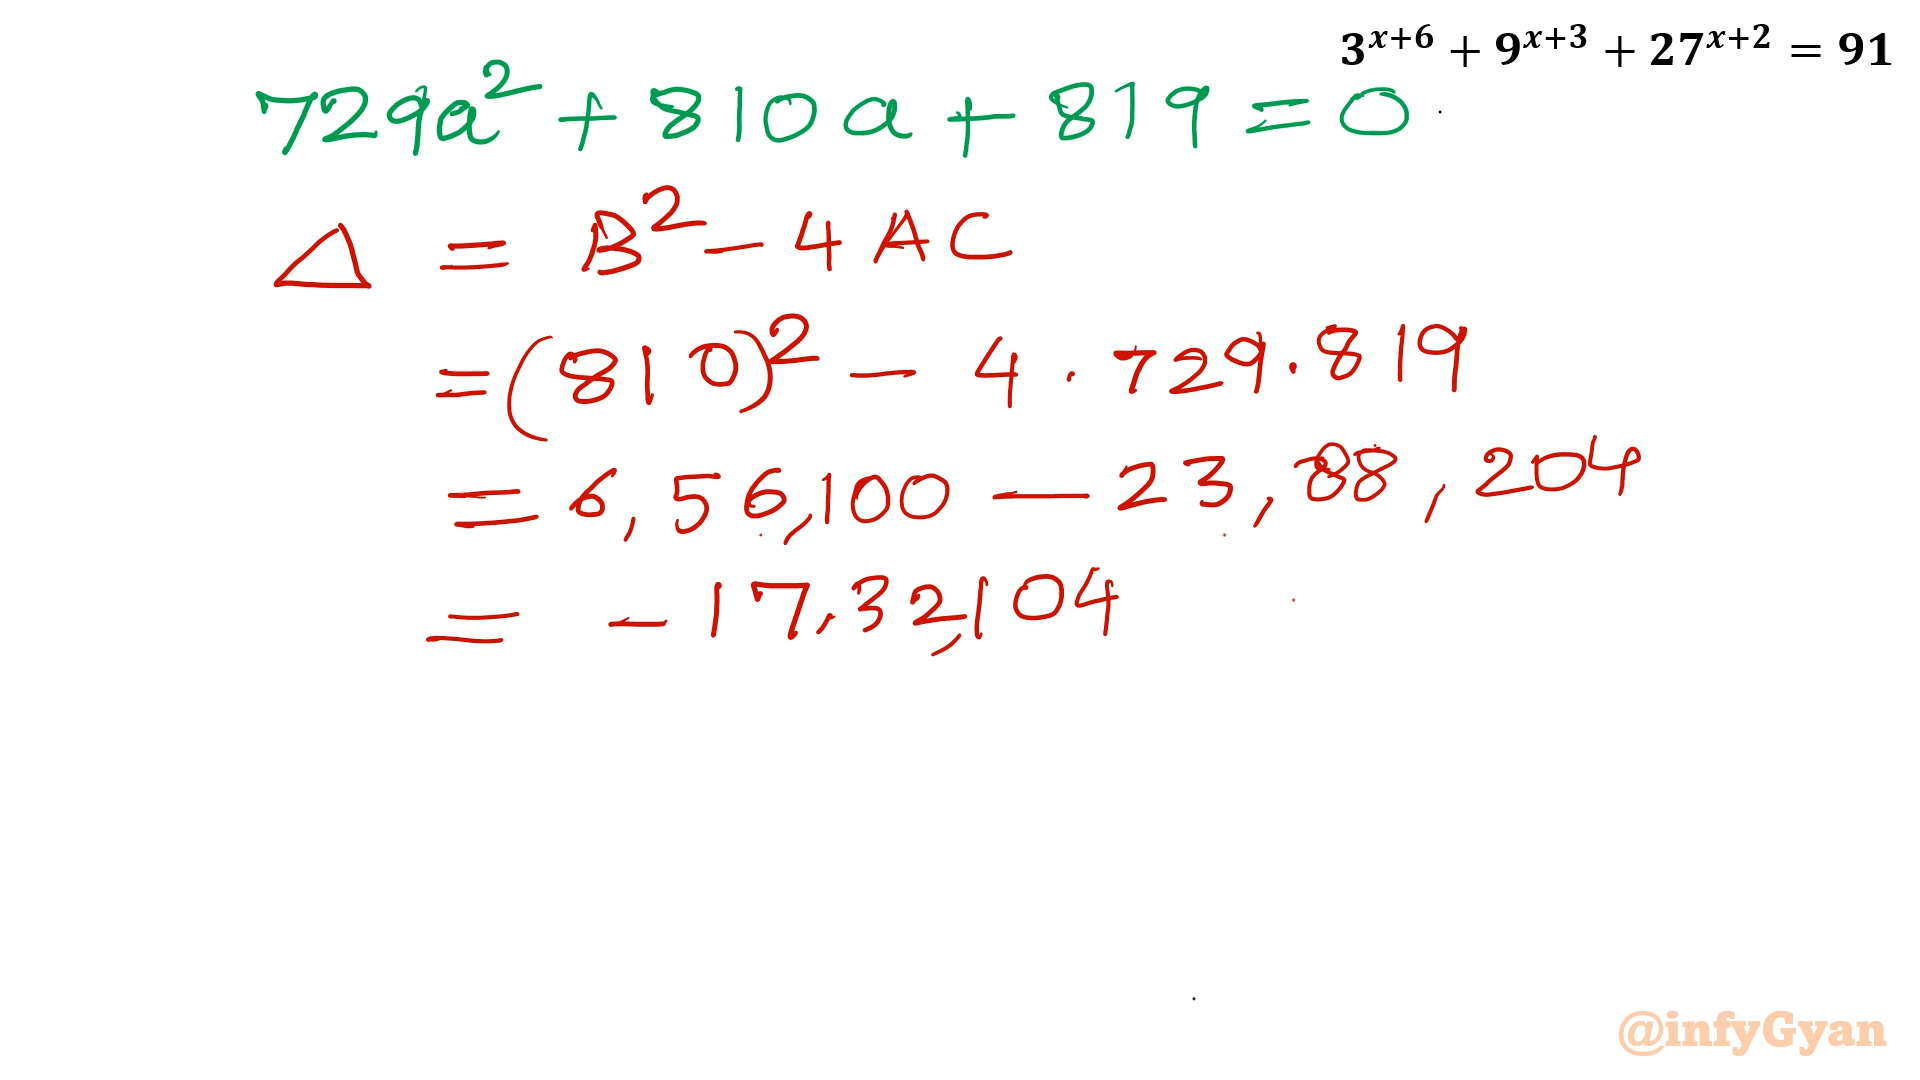 3^{x+6} + 9^{x+3} + 27^{x+2} = 91
729a² + 810a + 819 = 0
Δ = B² - 4AC
= (810)² - 4 . 729 . 819
= 6,56,100 - 23,88,204
= - 17,32,104
@infyGyan